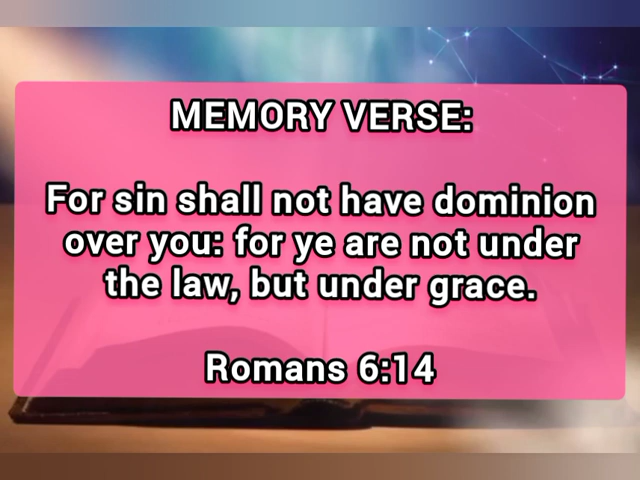 MEMORY VERSE:
For sin shall not have dominion
over you: for ye are not under
the law, but under grace.
Romans 6:14